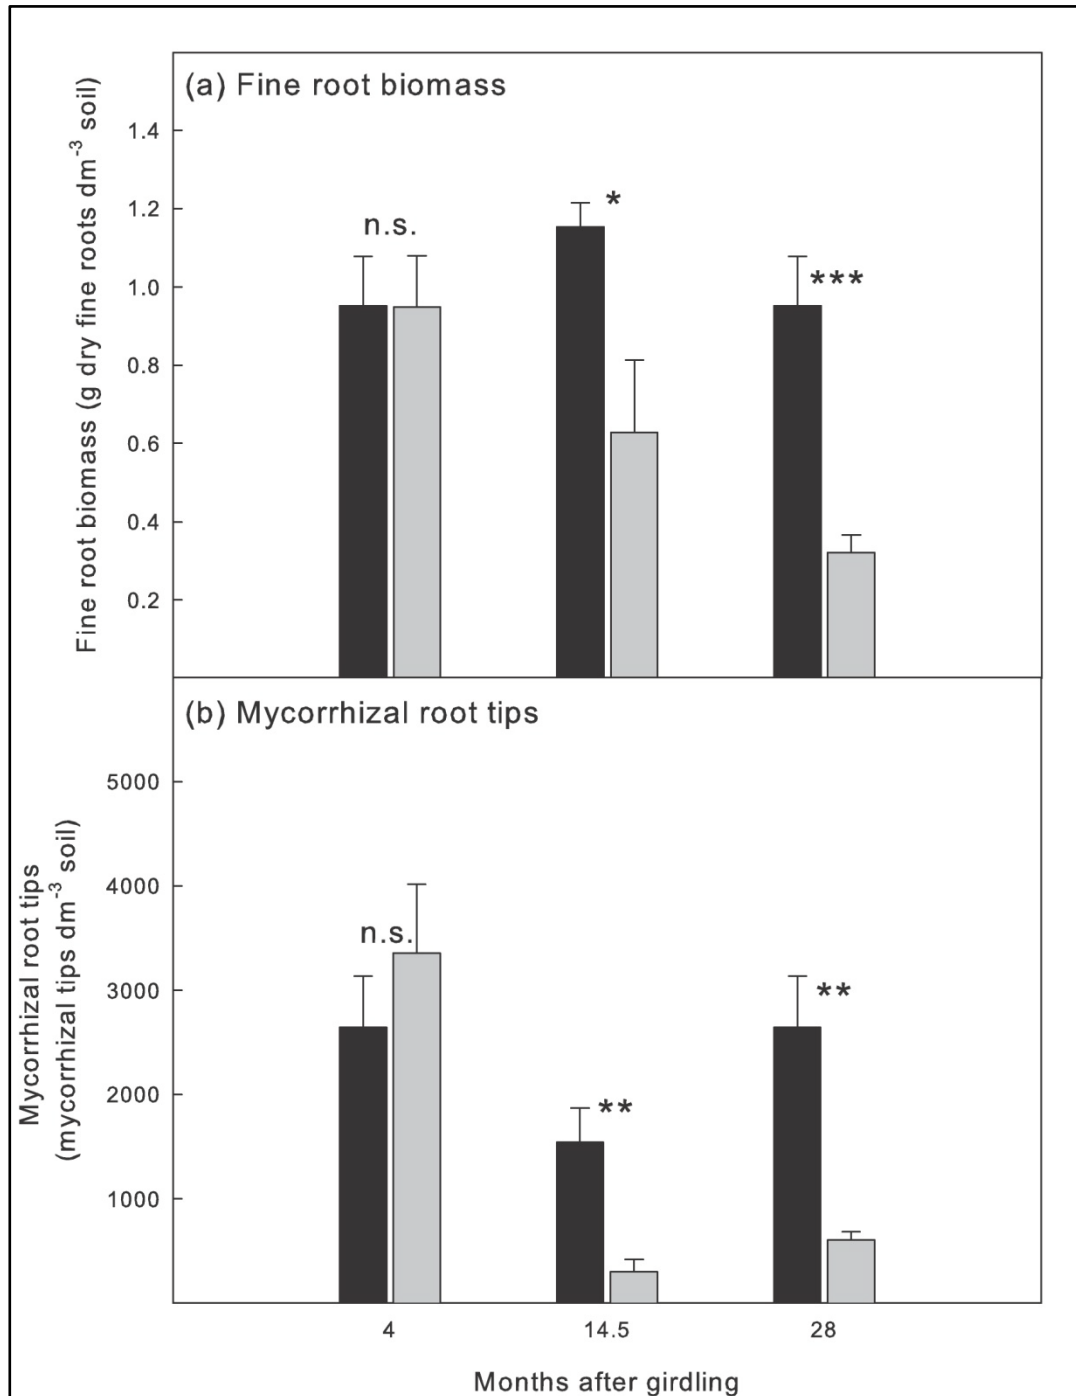 (a) Fine root biomass
Fine root biomass (g dry fine roots dm⁻³ soil)
1.4
1.2
1.0
0.8
0.6
0.4
0.2
n.s.
*
***
(b) Mycorrhizal root tips
Mycorrhizal root tips
(mycorrhizal tips dm⁻³ soil)
5000
4000
3000
2000
1000
n.s.
**
**
4 14.5 28
Months after girdling